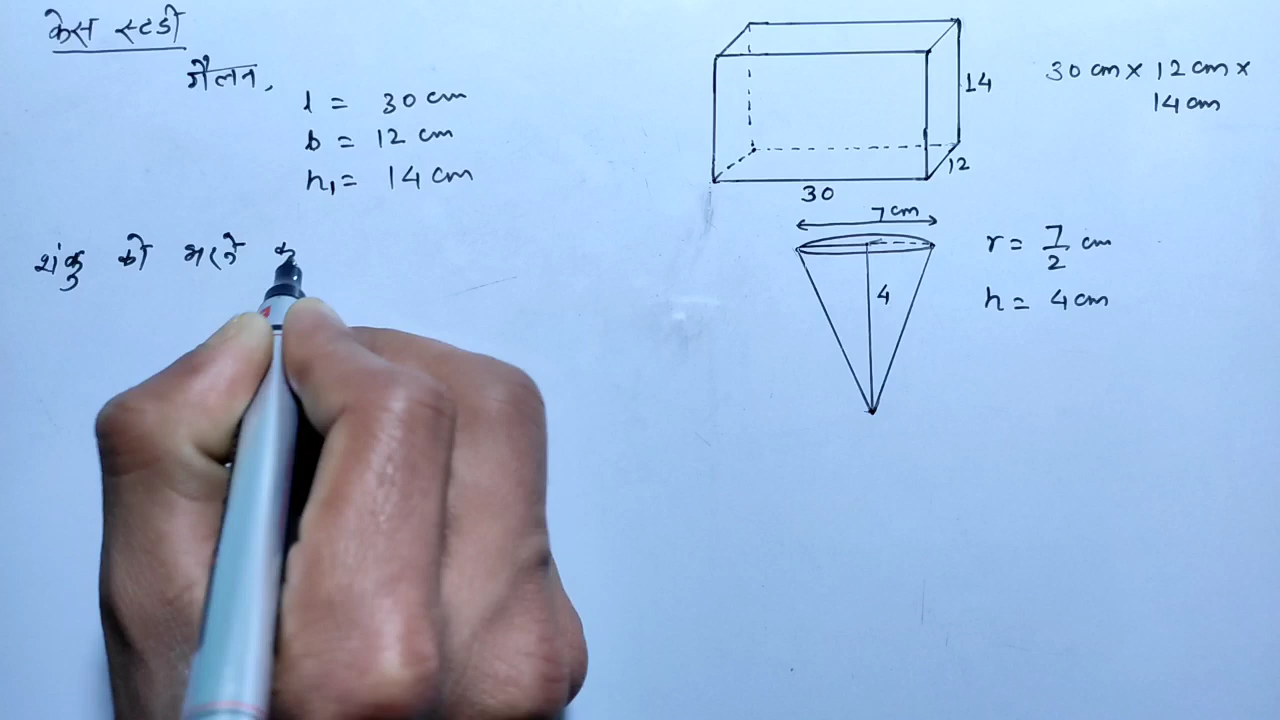 केस स्टडी
गैलन,
l = 30 cm
b = 12 cm
h₁ = 14 cm
30 cm x 12 cm x
14 cm
14
12
30
7 cm
4
r = 7/2 cm
h = 4 cm
शंकु को भरने क